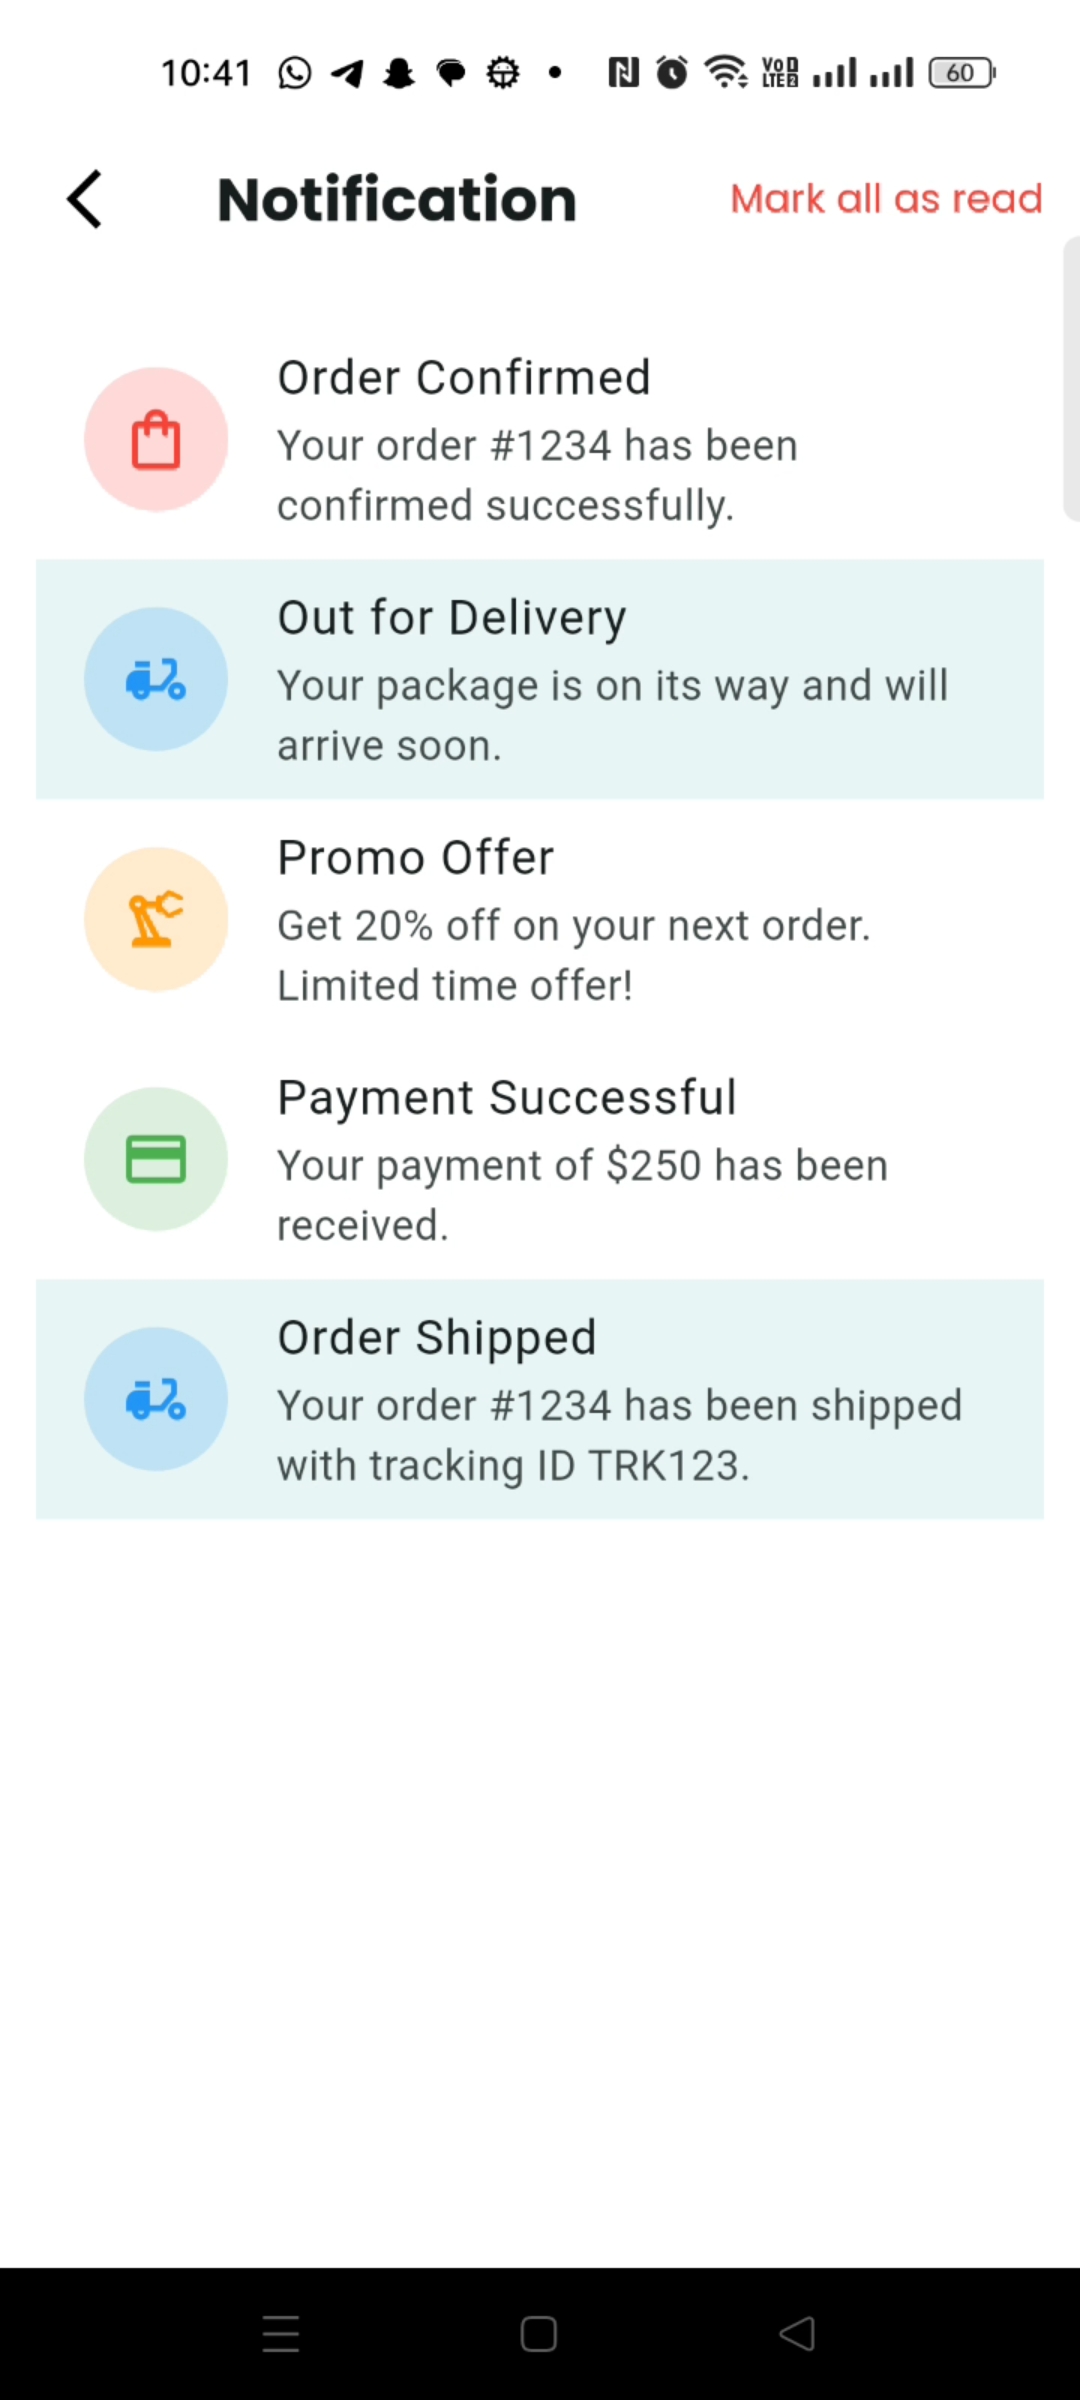 10:41
VoD
LTE2
60
Notification
Mark all as read
Order Confirmed
Your order #1234 has been
confirmed successfully.
Out for Delivery
Your package is on its way and will
arrive soon.
Promo Offer
Get 20% off on your next order.
Limited time offer!
Payment Successful
Your payment of $250 has been
received.
Order Shipped
Your order #1234 has been shipped
with tracking ID TRK123.